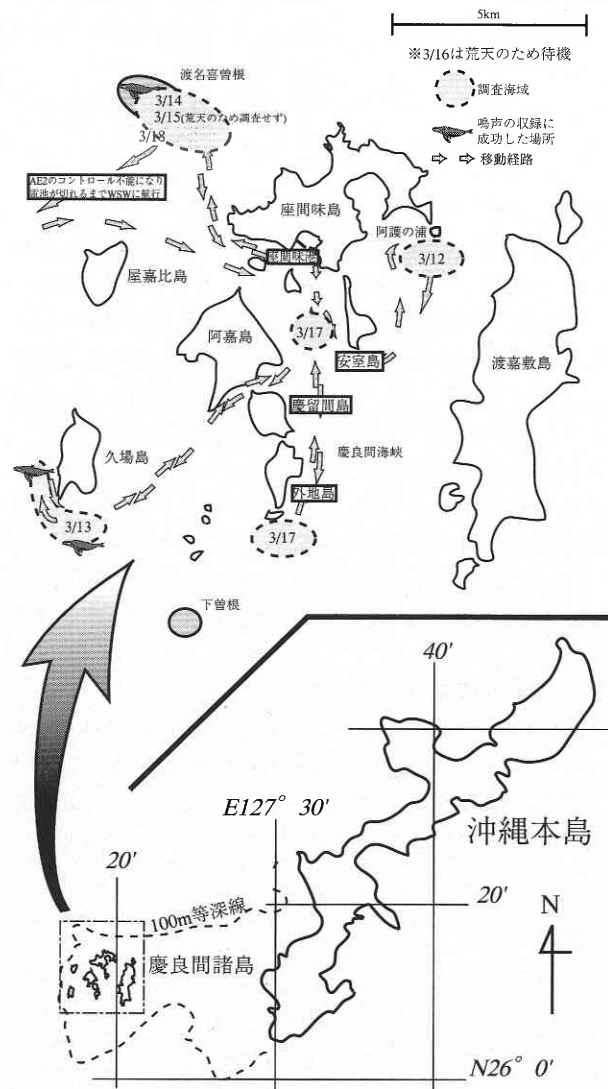 5km
※3/16は荒天のため待機
調査海域
鳴声の収録に
成功した場所
移動経路
渡名喜曽根
3/14
3/15(荒天のため調査せず)
3/18
AE2のコントロール不能になり
電池が切れるまでWSWに航行
座間味島
阿護の浦
座間味港
3/12
屋嘉比島
阿嘉島
3/17
安室島
渡嘉敷島
慶留間島
久場島
慶良間海峡
外地島
3/13
3/17
下曽根
40'
E127° 30'
沖縄本島
20'
20'
100m等深線
N
慶良間諸島
N26° 0'